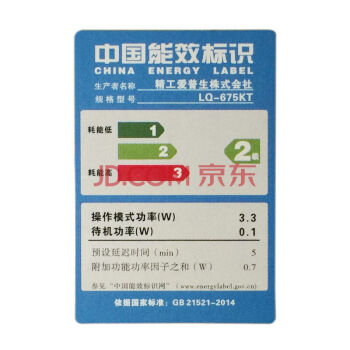 中国能效标识
CHINA ENERGY LABEL
生产者名称 精工爱普生株式会社
规格型号 LQ-675KT
耗能低 1
2 2级
耗能高 3
JD.COM 京东
操作模式功率(W) 3.3
待机功率(W) 0.1
预设延迟时间(min) 5
附加功能功率因子之和(W) 0.7
参见"中国能效标识网"(www.energylabel.gov.cn)
依据国家标准：GB 21521-2014